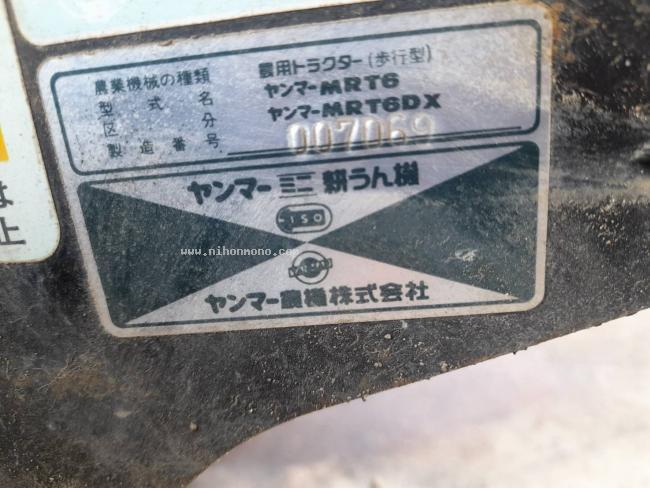 農業機械の種類 農用トラクター(歩行型)
型式名 ヤンマーMRT6
区分 ヤンマーMRT6DX
製造番号 007069
ヤンマーミニ耕うん機
www.nihonmono.com
ヤンマー農機株式会社
は
上